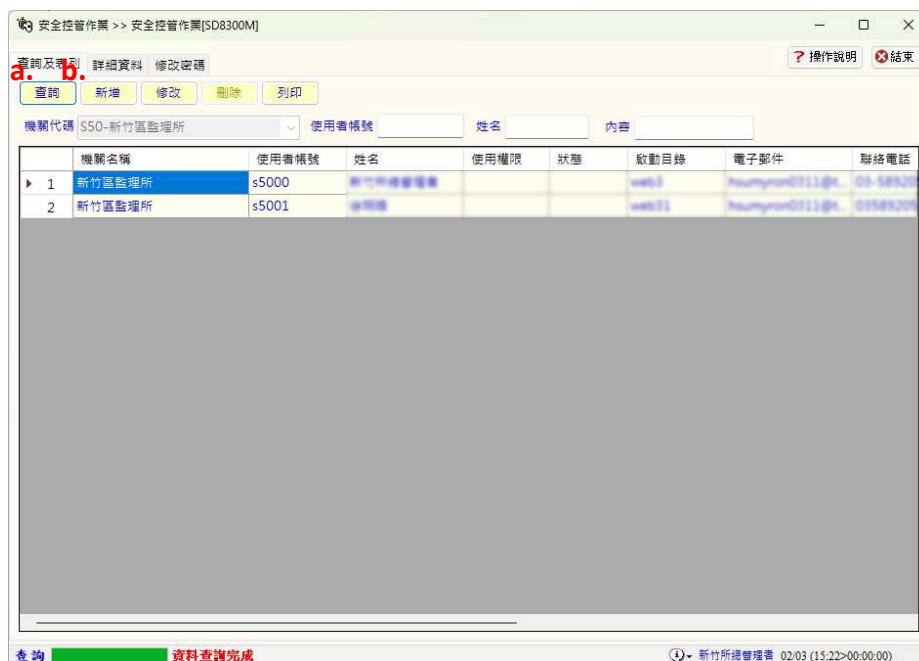 安全控管作業 >> 安全控管作業[SD8300M]
查詢及表列 詳細資料 修改密碼 ? 操作說明 結束
a. b.
查詢 新增 修改 刪除 列印
機關代碼 S50-新竹區監理所 使用者帳號 姓名 內容
機關名稱 使用者帳號 姓名 使用權限 狀態 啟動目錄 電子郵件 聯絡電話
1 新竹區監理所 s5000
2 新竹區監理所 s5001
查詢 資料查詢完成 新竹所總管理者 02/03 (15:22>00:00:00)